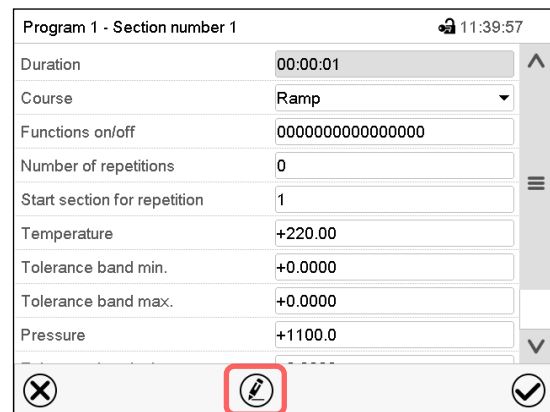 Program 1 - Section number 1 11:39:57
Duration 00:00:01
Course Ramp
Functions on/off 0000000000000000
Number of repetitions 0
Start section for repetition 1
Temperature +220.00
Tolerance band min. +0.0000
Tolerance band max. +0.0000
Pressure +1100.0